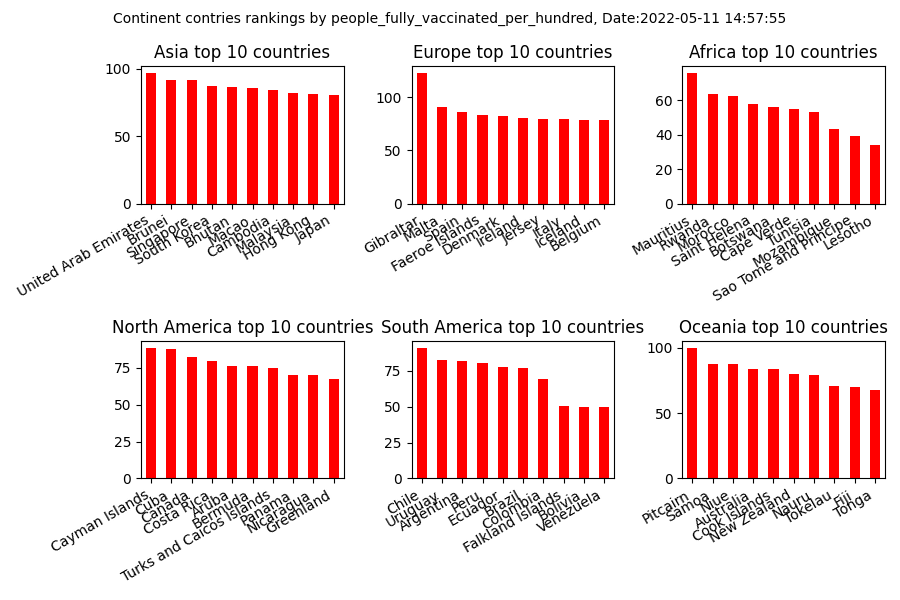 Continent contries rankings by people_fully_vaccinated_per_hundred, Date:2022-05-11 14:57:55
Asia top 10 countries
100
50
0
United Arab Emirates
Brunei
Singapore
South Korea
Bhutan
Macao
Cambodia
Malaysia
Hong Kong
Japan
Europe top 10 countries
100
50
0
Gibraltar
Malta
Spain
Faeroe Islands
Denmark
Ireland
Jersey
Italy
Iceland
Belgium
Africa top 10 countries
60
40
20
0
Mauritius
Rwanda
Morocco
Saint Helena
Botswana
Cape Verde
Tunisia
Mozambique
Sao Tome and Principe
Lesotho
North America top 10 countries
75
50
25
0
Cayman Islands
Cuba
Canada
Costa Rica
Aruba
Bermuda
Turks and Caicos Islands
Panama
Nicaragua
Greenland
South America top 10 countries
75
50
25
0
Chile
Uruguay
Argentina
Peru
Ecuador
Brazil
Colombia
Falkland Islands
Bolivia
Venezuela
Oceania top 10 countries
100
50
0
Pitcairn
Samoa
Niue
Australia
Cook Islands
New Zealand
Nauru
Tokelau
Fiji
Tonga